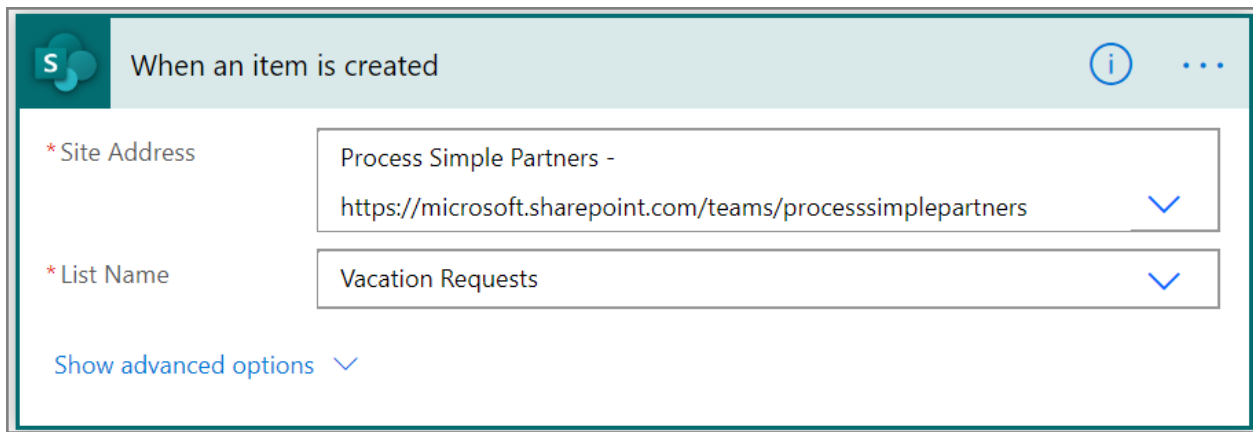 S
When an item is created
i
...
* Site Address
Process Simple Partners -
https://microsoft.sharepoint.com/teams/processsimplepartners
* List Name
Vacation Requests
Show advanced options